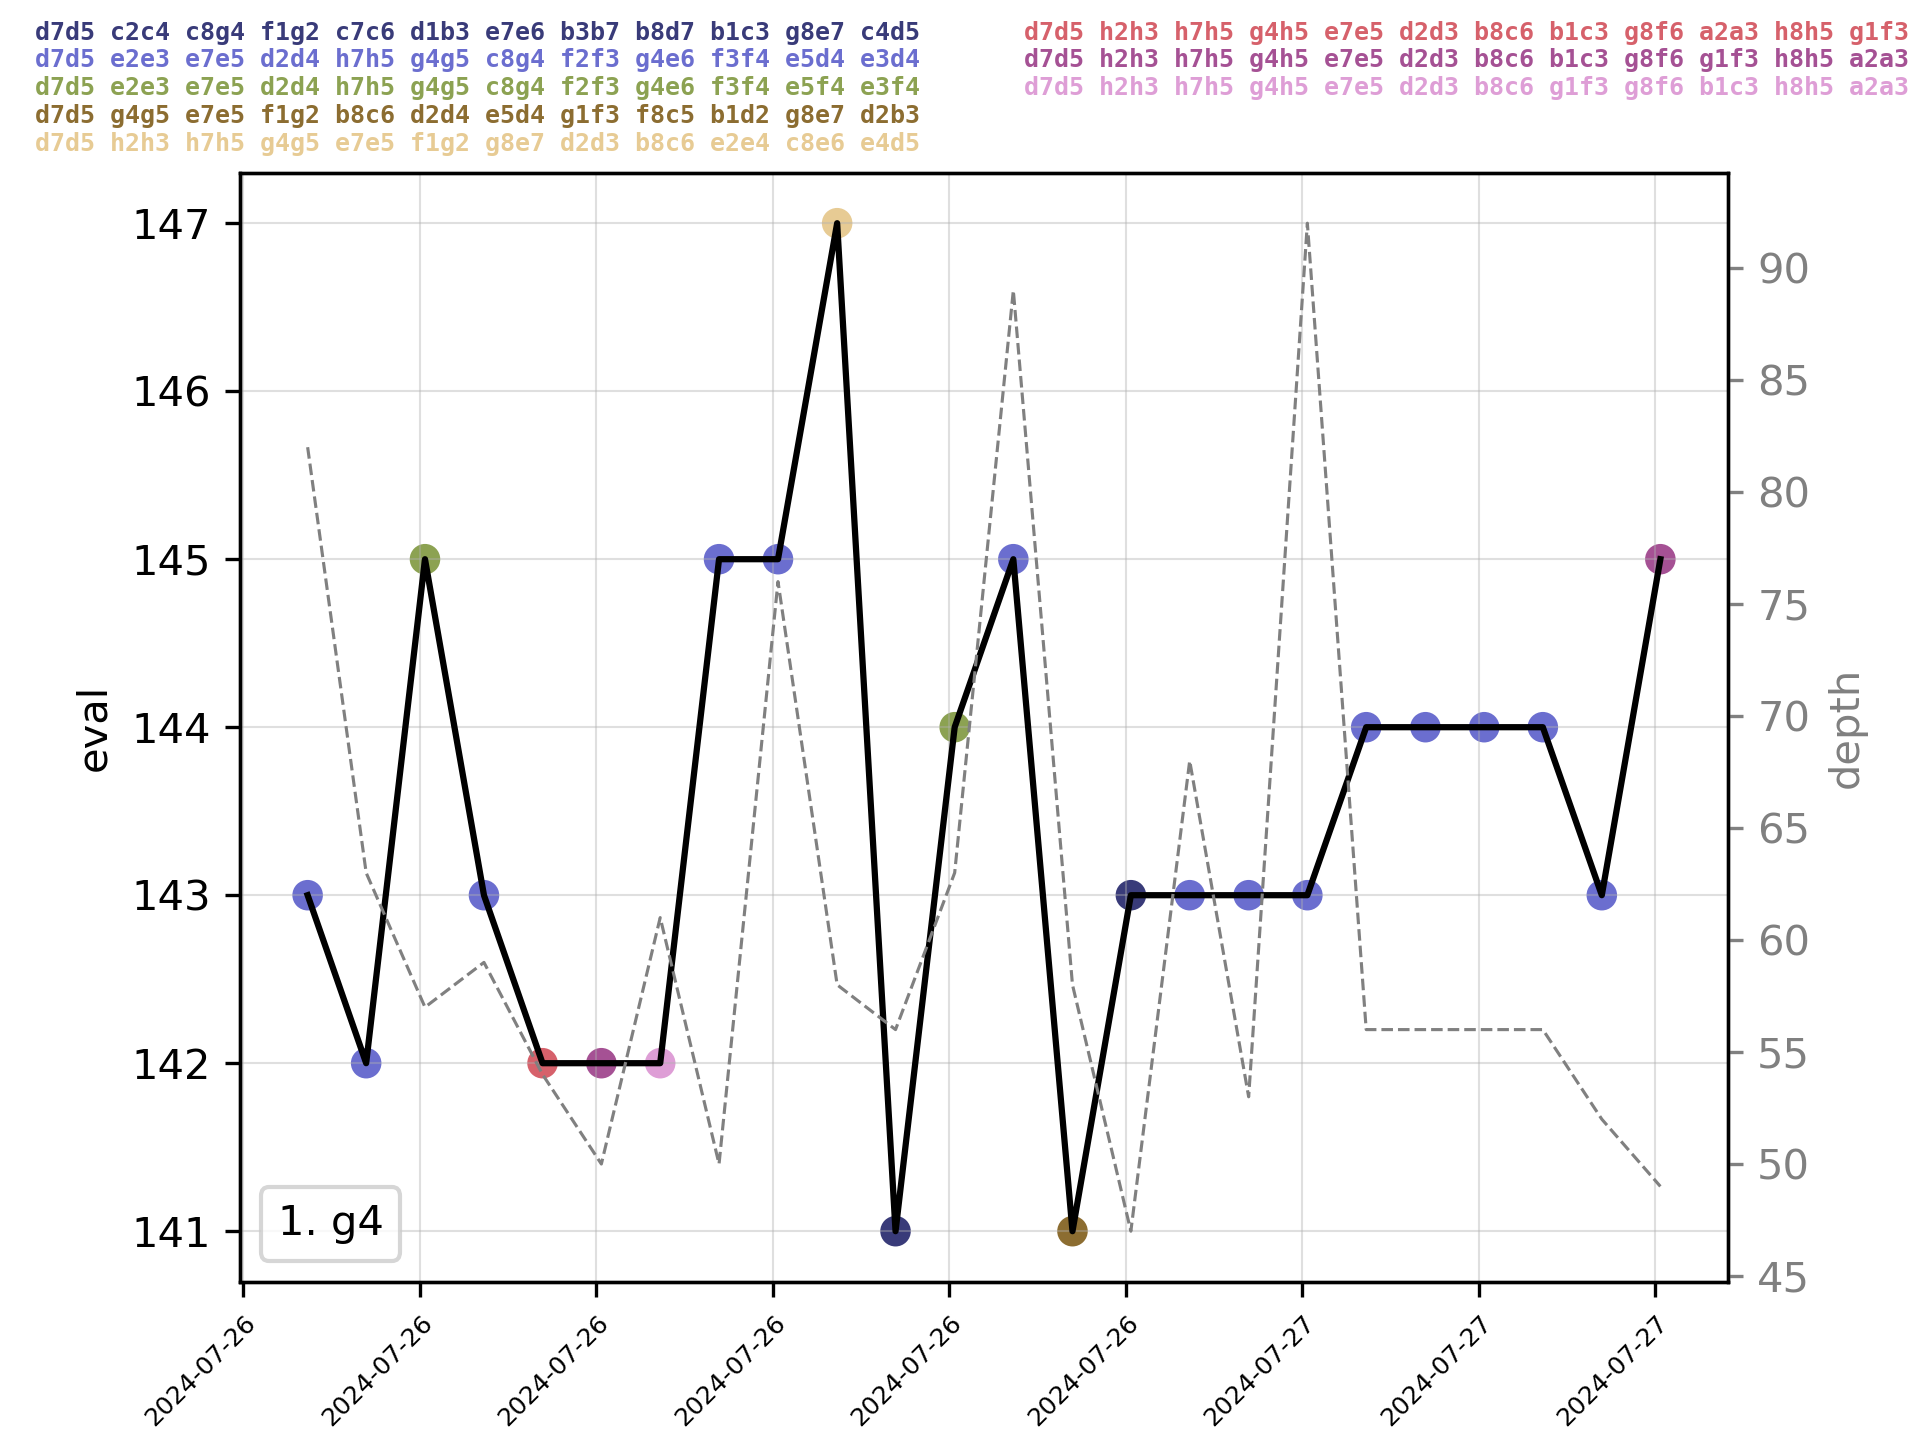 d7d5 c2c4 c8g4 f1g2 c7c6 d1b3 e7e6 b3b7 b8d7 b1c3 g8e7 c4d5
d7d5 e2e3 e7e5 d2d4 h7h5 g4g5 c8g4 f2f3 g4e6 f3f4 e5d4 e3d4
d7d5 e2e3 e7e5 d2d4 h7h5 g4g5 c8g4 f2f3 g4e6 f3f4 e5f4 e3f4
d7d5 g4g5 e7e5 f1g2 b8c6 d2d4 e5d4 g1f3 f8c5 b1d2 g8e7 d2b3
d7d5 h2h3 h7h5 g4g5 e7e5 f1g2 g8e7 d2d3 b8c6 e2e4 c8e6 e4d5
d7d5 h2h3 h7h5 g4h5 e7e5 d2d3 b8c6 b1c3 g8f6 a2a3 h8h5 g1f3
d7d5 h2h3 h7h5 g4h5 e7e5 d2d3 b8c6 b1c3 g8f6 g1f3 h8h5 a2a3
d7d5 h2h3 h7h5 g4h5 e7e5 d2d3 b8c6 g1f3 g8f6 b1c3 h8h5 a2a3
147
146
145
144
143
142
141
eval
90
85
80
75
70
65
60
55
50
45
depth
1. g4
2024-07-26
2024-07-26
2024-07-26
2024-07-26
2024-07-26
2024-07-26
2024-07-27
2024-07-27
2024-07-27